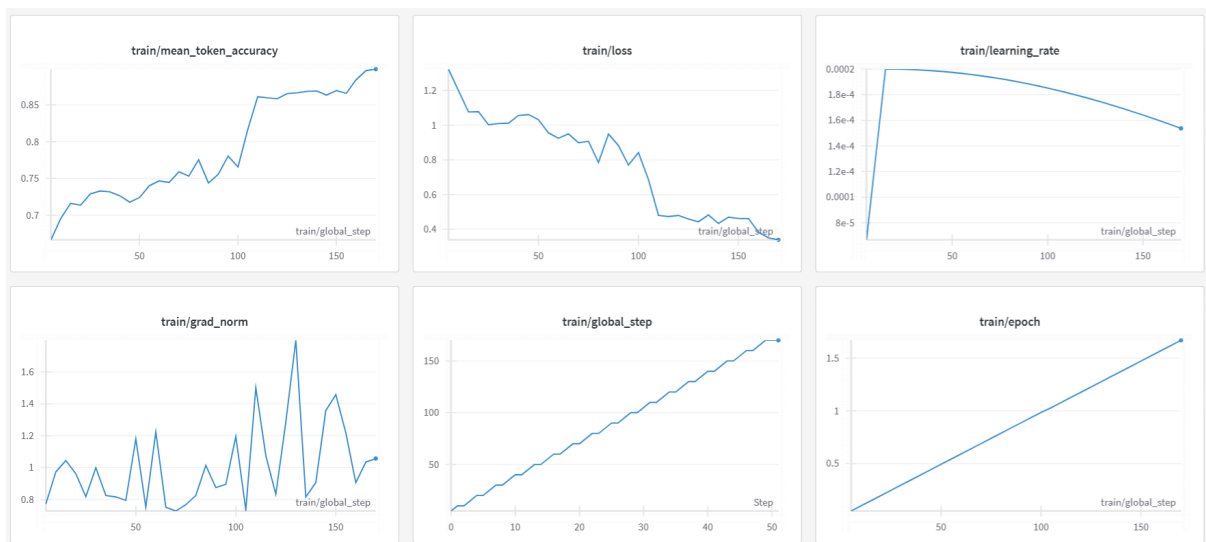 train/mean_token_accuracy
0.85
0.8
0.75
0.7
train/global_step
50
100
150
train/loss
1.2
1
0.8
0.6
0.4
train/global_step
50
100
150
train/learning_rate
0.0002
1.8e-4
1.6e-4
1.4e-4
1.2e-4
0.0001
8e-5
train/global_step
50
100
150
train/grad_norm
1.6
1.4
1.2
1
0.8
train/global_step
50
100
150
train/global_step
150
100
50
Step
0
10
20
30
40
50
train/epoch
1.5
1
0.5
train/global_step
50
100
150